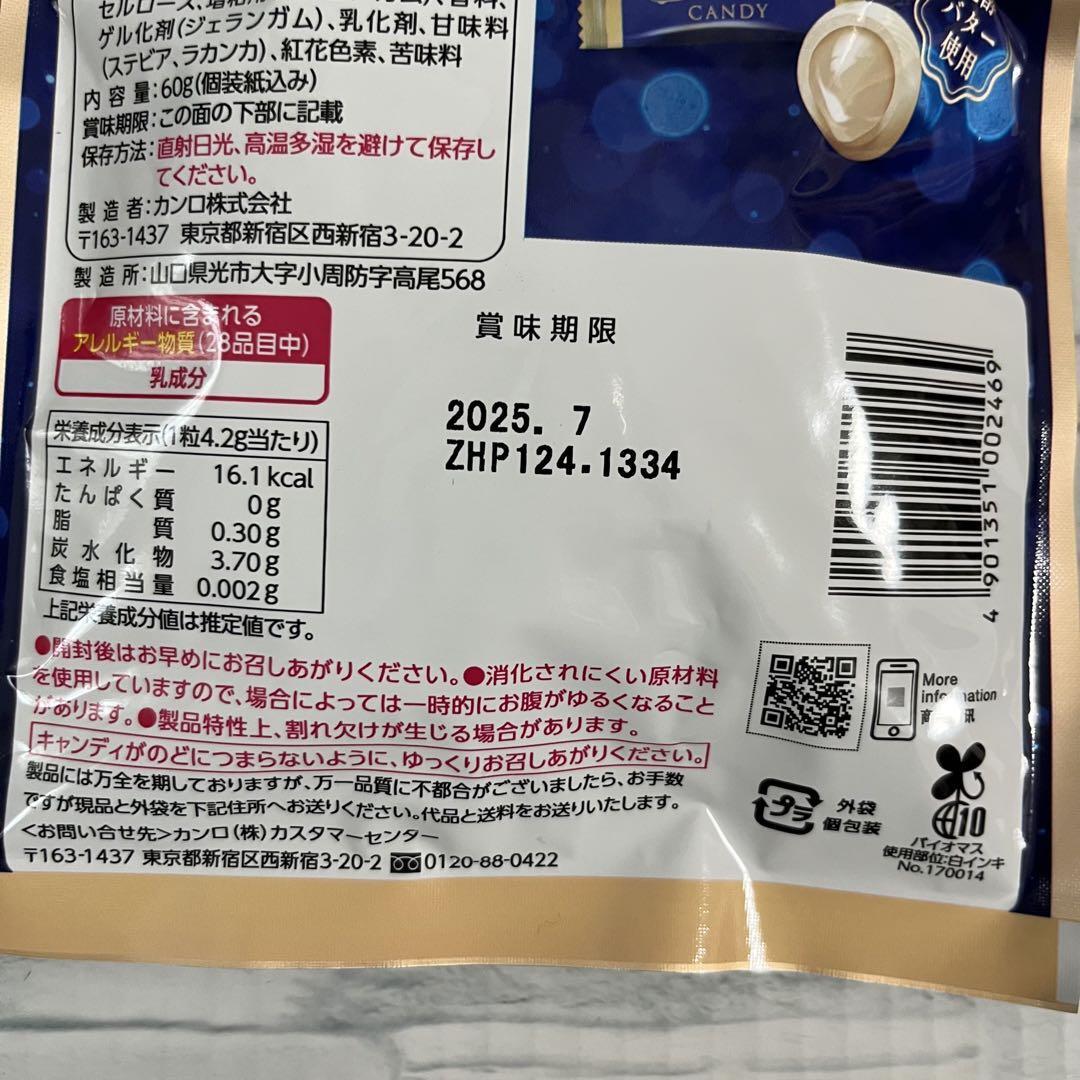 CANDY
バター
使用
セルロース、増粘剤
ゲル化剤(ジェランガム)、乳化剤、甘味料
(ステビア、ラカンカ)、紅花色素、苦味料
内容量:60g(個装紙込み)
賞味期限:この面の下部に記載
保存方法:直射日光、高温多湿を避けて保存し
てください。
製造者:カンロ株式会社
〒163-1437 東京都新宿区西新宿3-20-2
製造所:山口県光市大字小周防字高尾568
原材料に含まれる
アレルギー物質(28品目中)
乳成分
賞味期限
2025. 7
ZHP124.1334
栄養成分表示(1粒4.2g当たり)
エネルギー 16.1kcal
たんぱく質 0g
脂質 0.30g
炭水化物 3.70g
食塩相当量 0.002g
上記栄養成分値は推定値です。
4901351002469
●開封後はお早めにお召しあがりください。●消化されにくい原材料
を使用していますので、場合によっては一時的にお腹がゆるくなること
があります。●製品特性上、割れ欠けが生じる場合があります。
キャンディがのどにつまらないように、ゆっくりお召しあがりください。
製品には万全を期しておりますが、万一品質に不都合がございましたら、お手数
ですが現品と外袋を下記住所へお送りください。代品と送料をお送りいたします。
<お問い合せ先>カンロ(株)カスタマーセンター
〒163-1437 東京都新宿区西新宿3-20-2 0120-88-0422
More
information
プラ
外袋
個包装
10
バイオマス
使用部位:白インキ
No.170014